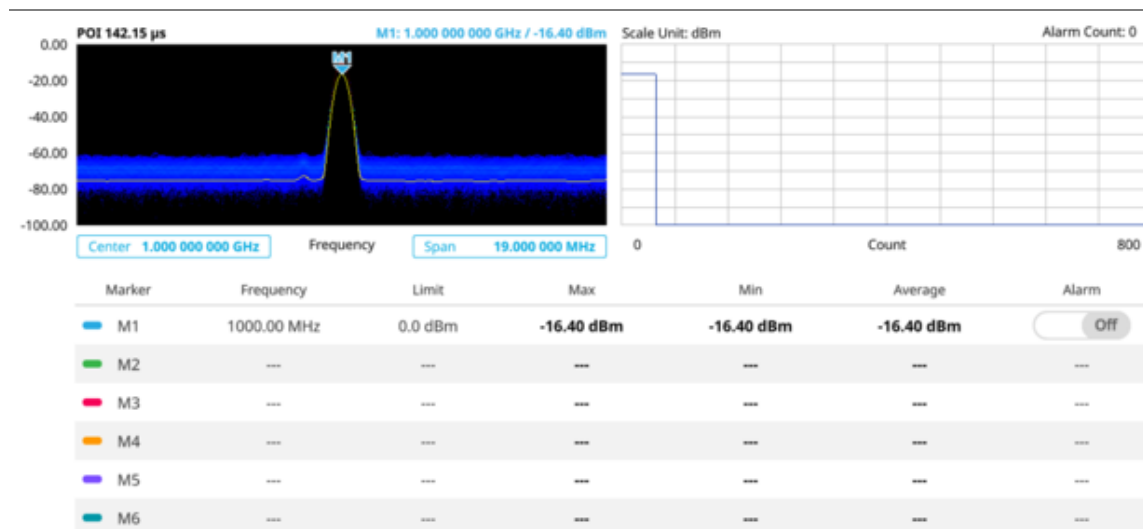 POI 142.15 µs M1: 1.000 000 000 GHz / -16.40 dBm Scale Unit: dBm Alarm Count: 0
0.00
M1
-20.00
-40.00
-60.00
-80.00
-100.00
Center 1.000 000 000 GHz Frequency Span 19.000 000 MHz 0 Count 800
Marker Frequency Limit Max Min Average Alarm
M1 1000.00 MHz 0.0 dBm -16.40 dBm -16.40 dBm -16.40 dBm Off
M2 --- --- --- --- --- ---
M3 --- --- --- --- --- ---
M4 --- --- --- --- --- ---
M5 --- --- --- --- --- ---
M6 --- --- --- --- --- ---